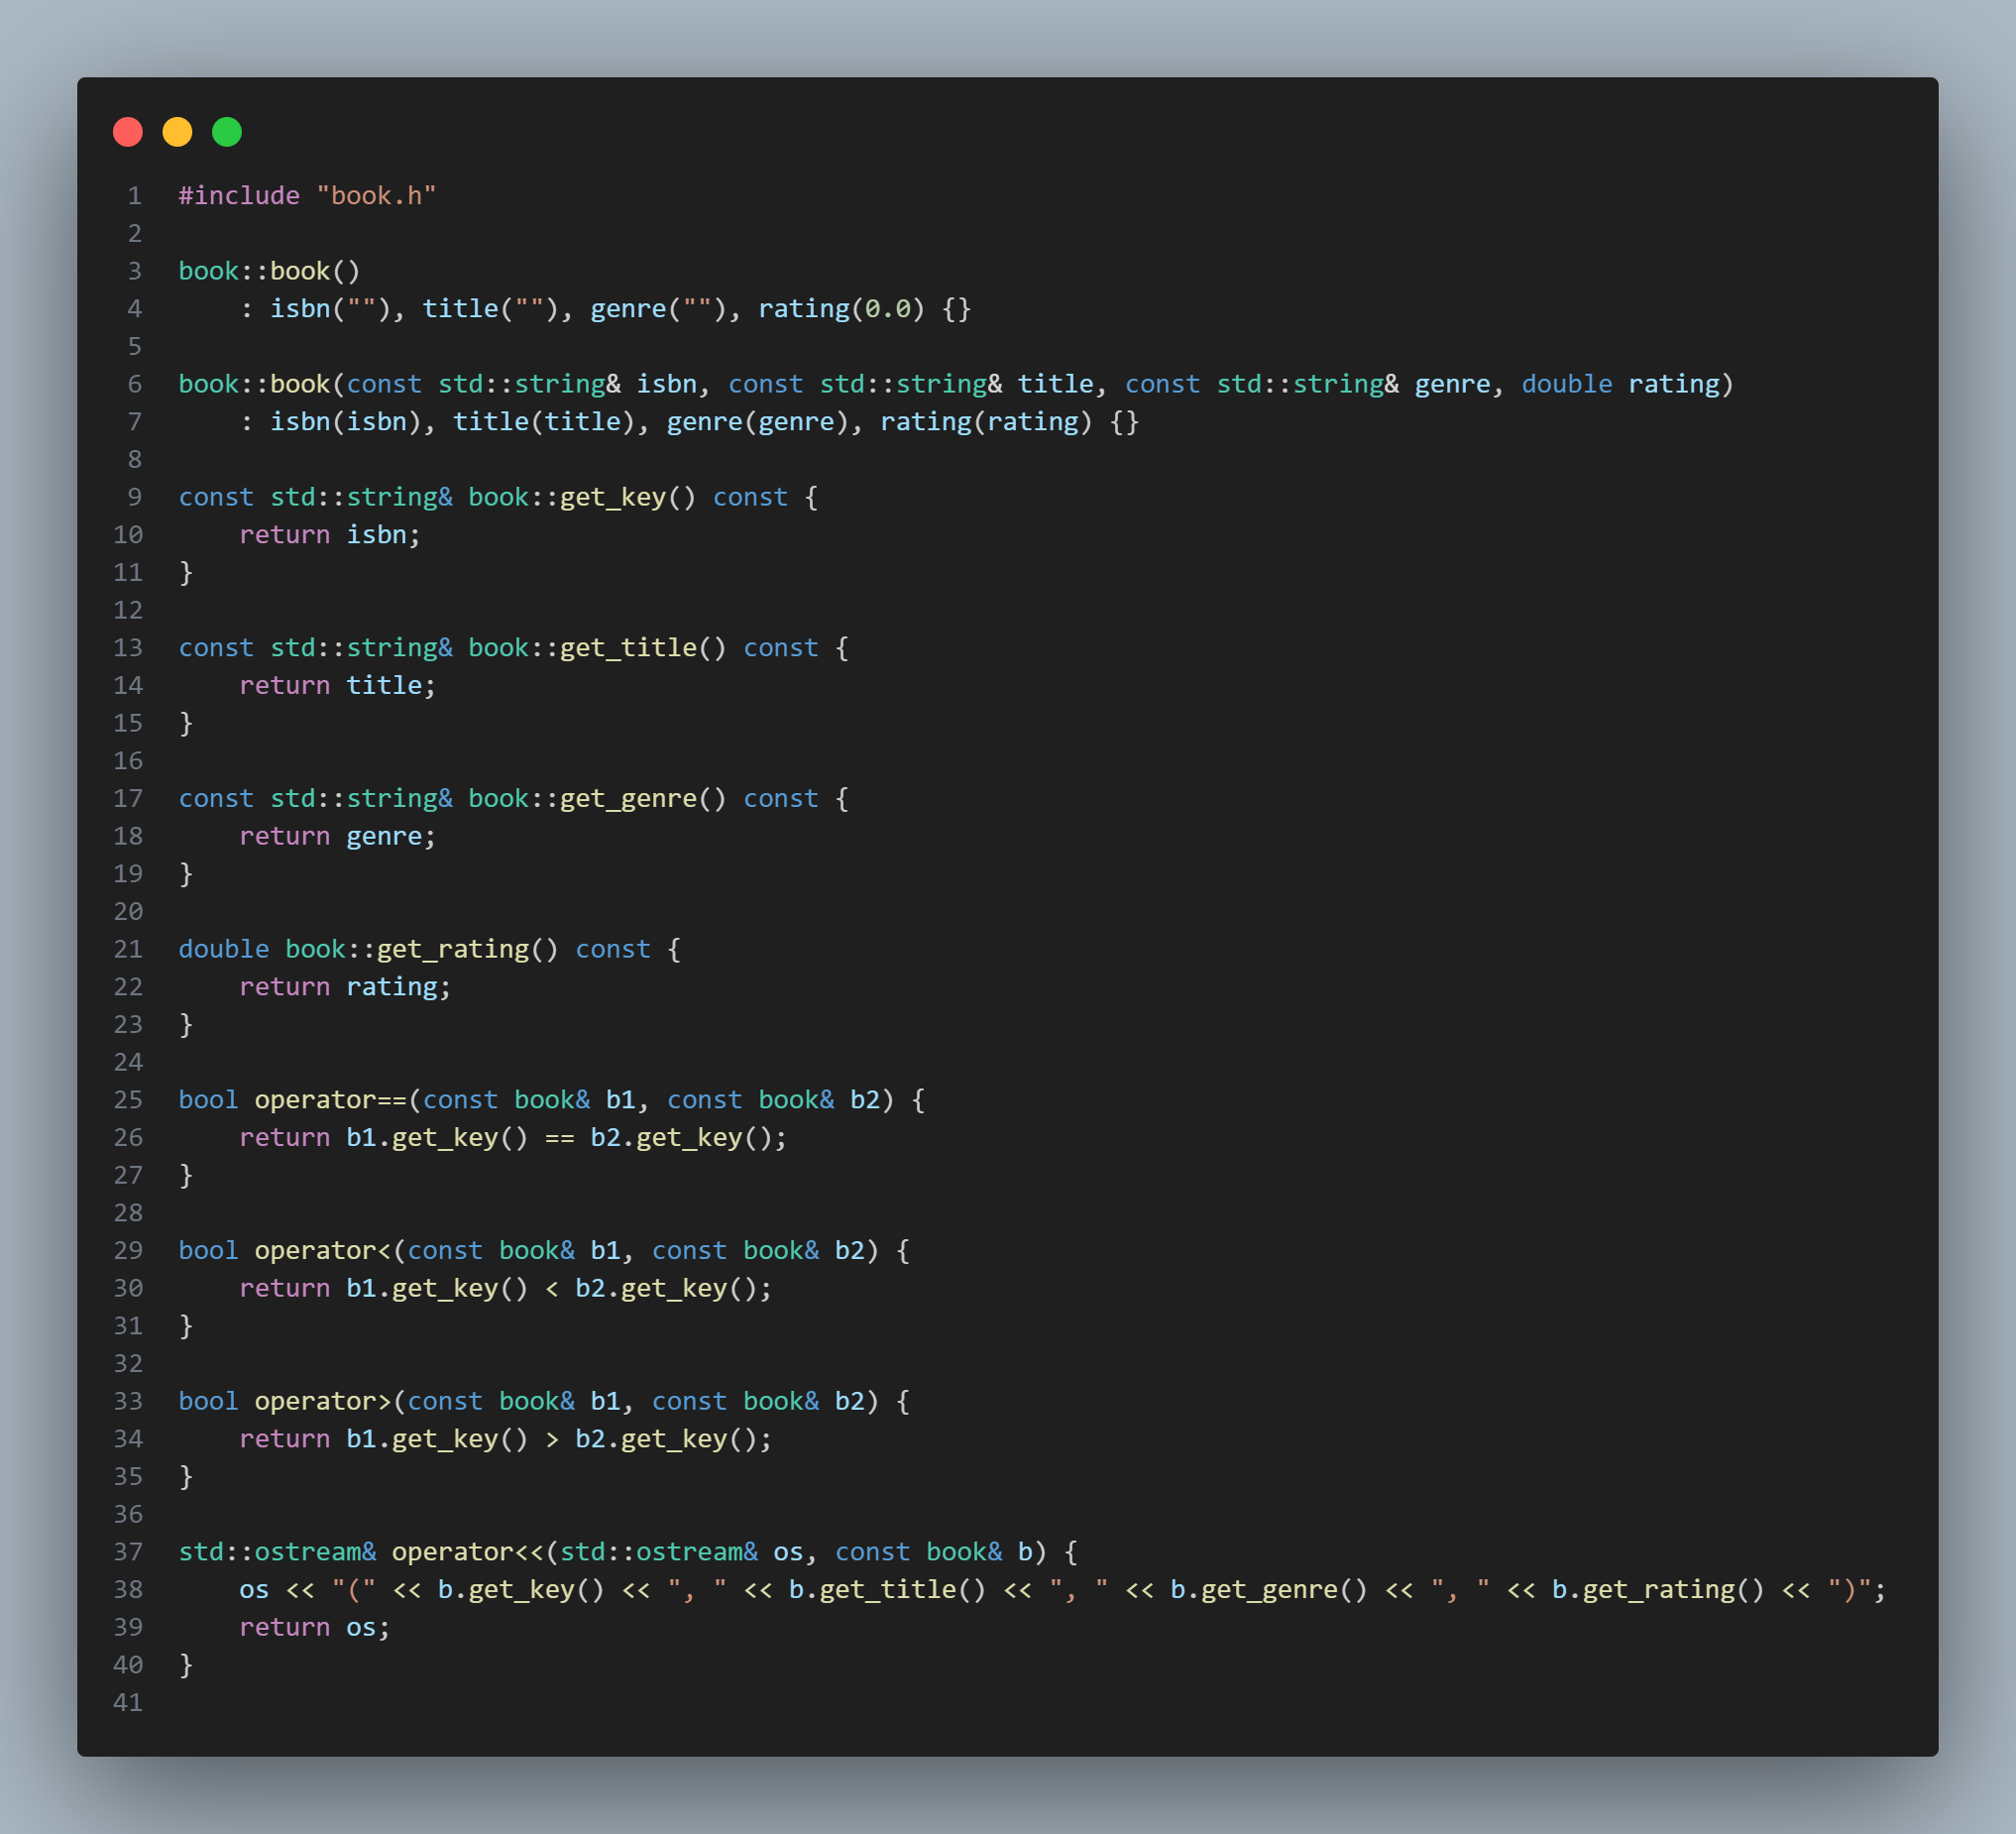 1 #include "book.h"
2
3 book::book()
4     : isbn(""), title(""), genre(""), rating(0.0) {}
5
6 book::book(const std::string& isbn, const std::string& title, const std::string& genre, double rating)
7     : isbn(isbn), title(title), genre(genre), rating(rating) {}
8
9 const std::string& book::get_key() const {
10     return isbn;
11 }
12
13 const std::string& book::get_title() const {
14     return title;
15 }
16
17 const std::string& book::get_genre() const {
18     return genre;
19 }
20
21 double book::get_rating() const {
22     return rating;
23 }
24
25 bool operator==(const book& b1, const book& b2) {
26     return b1.get_key() == b2.get_key();
27 }
28
29 bool operator<(const book& b1, const book& b2) {
30     return b1.get_key() < b2.get_key();
31 }
32
33 bool operator>(const book& b1, const book& b2) {
34     return b1.get_key() > b2.get_key();
35 }
36
37 std::ostream& operator<<(std::ostream& os, const book& b) {
38     os << "(" << b.get_key() << ", " << b.get_title() << ", " << b.get_genre() << ", " << b.get_rating() << ")";
39     return os;
40 }
41